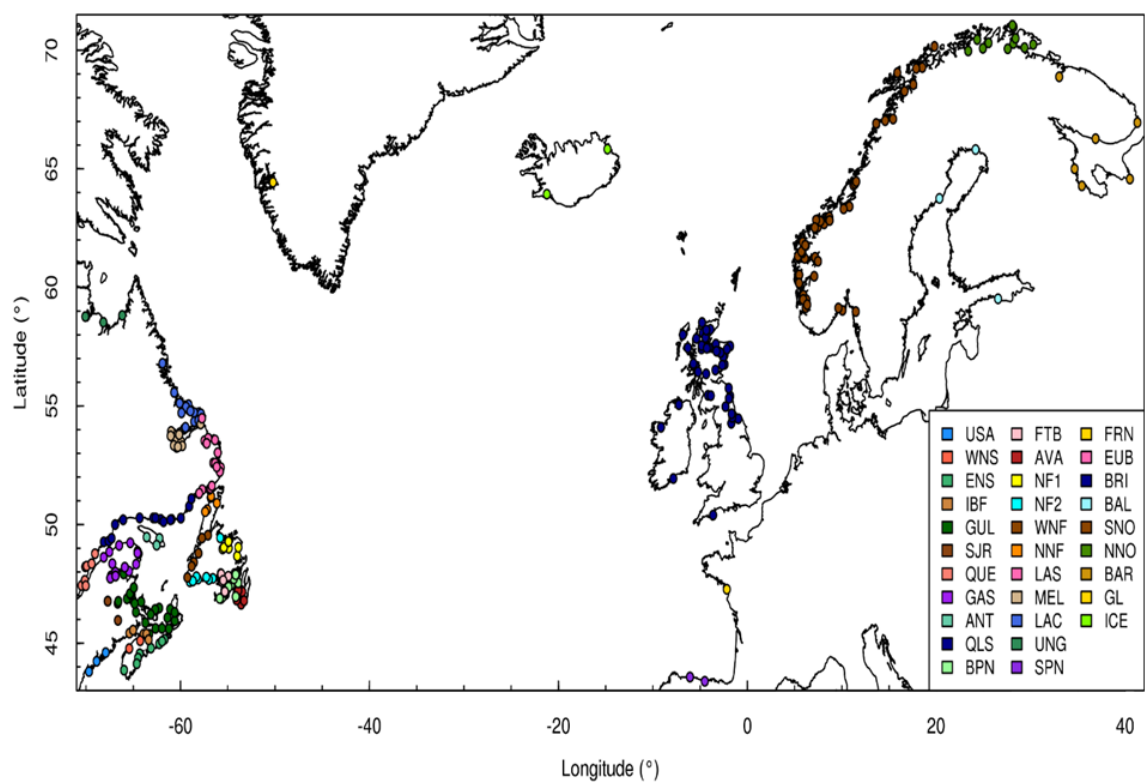 70
65
60
55
50
45
Latitude (°)
-60
-40
-20
0
20
40
Longitude (°)
USA FTB FRN
WNS AVA EUB
ENS NF1 BRI
IBF NF2 BAL
GUL WNF SNO
SJR NNF NNO
QUE LAS BAR
GAS MEL GL
ANT LAC ICE
QLS UNG
BPN SPN